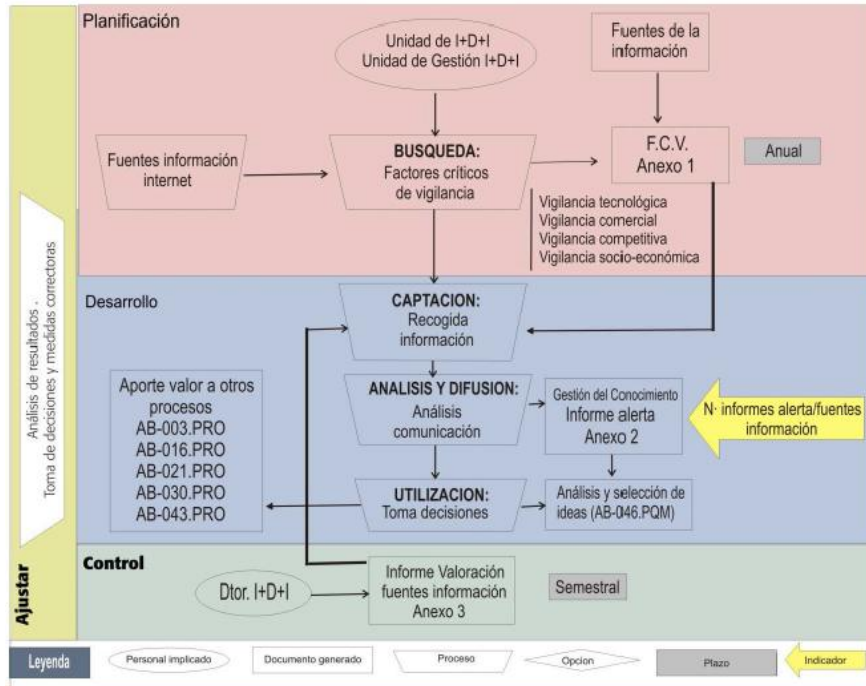 Planificación
Unidad de I+D+I
Unidad de Gestión I+D+I
Fuentes de la
información
Fuentes información
internet
BUSQUEDA:
Factores críticos
de vigilancia
F.C.V.
Anexo 1
Anual
Vigilancia tecnológica
Vigilancia comercial
Vigilancia competitiva
Vigilancia socio-económica
Análisis de resultados .
Toma de decisiones y medidas correctoras
Ajustar
Desarrollo
CAPTACION:
Recogida
información
Aporte valor a otros
procesos
AB-003.PRO
AB-016.PRO
AB-021.PRO
AB-030.PRO
AB-043.PRO
ANALISIS Y DIFUSION:
Análisis
comunicación
Gestión del Conocimiento
Informe alerta
Anexo 2
N· informes alerta/fuentes
información
UTILIZACION:
Toma decisiones
Análisis y selección de
ideas (AB-046.PQM)
Control
Dtor. I+D+I
Informe Valoración
fuentes información
Anexo 3
Semestral
Leyenda
Personal implicado
Documento generado
Proceso
Opcion
Plazo
Indicador